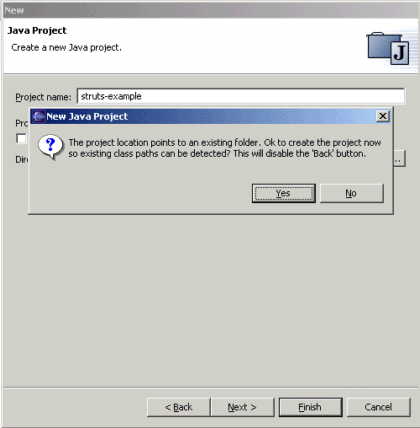 New
Java Project
Create a new Java project.
J
Project name: struts-example
New Java Project
Pro
?
The project location points to an existing folder. Ok to create the project now
so existing class paths can be detected? This will disable the 'Back' button.
Dire
...
Yes No
< Back Next > Finish Cancel